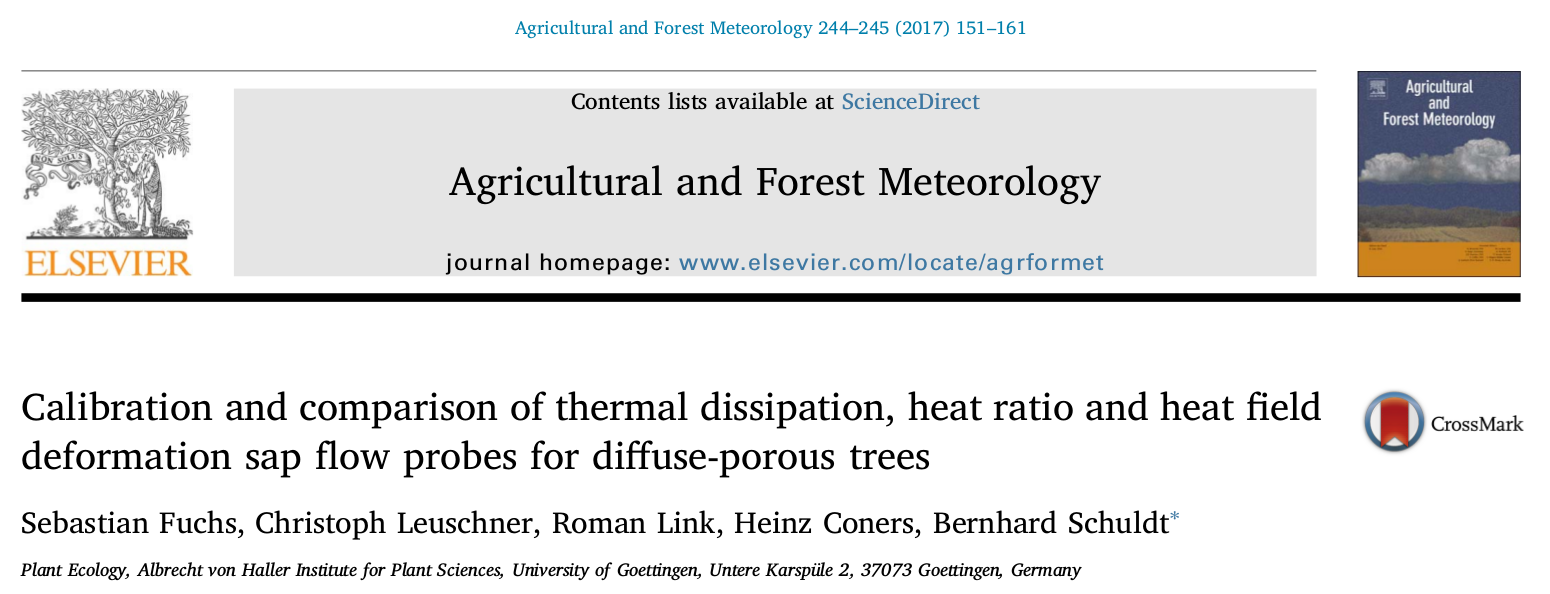 Agricultural and Forest Meteorology 244–245 (2017) 151–161
Contents lists available at ScienceDirect
Agricultural and Forest Meteorology
journal homepage: www.elsevier.com/locate/agrformet
NON SOLUS
ELSEVIER
Agricultural
and
Forest Meteorology
Calibration and comparison of thermal dissipation, heat ratio and heat field
deformation sap flow probes for diffuse-porous trees
CrossMark
Sebastian Fuchs, Christoph Leuschner, Roman Link, Heinz Coners, Bernhard Schuldt*
Plant Ecology, Albrecht von Haller Institute for Plant Sciences, University of Goettingen, Untere Karspüle 2, 37073 Goettingen, Germany